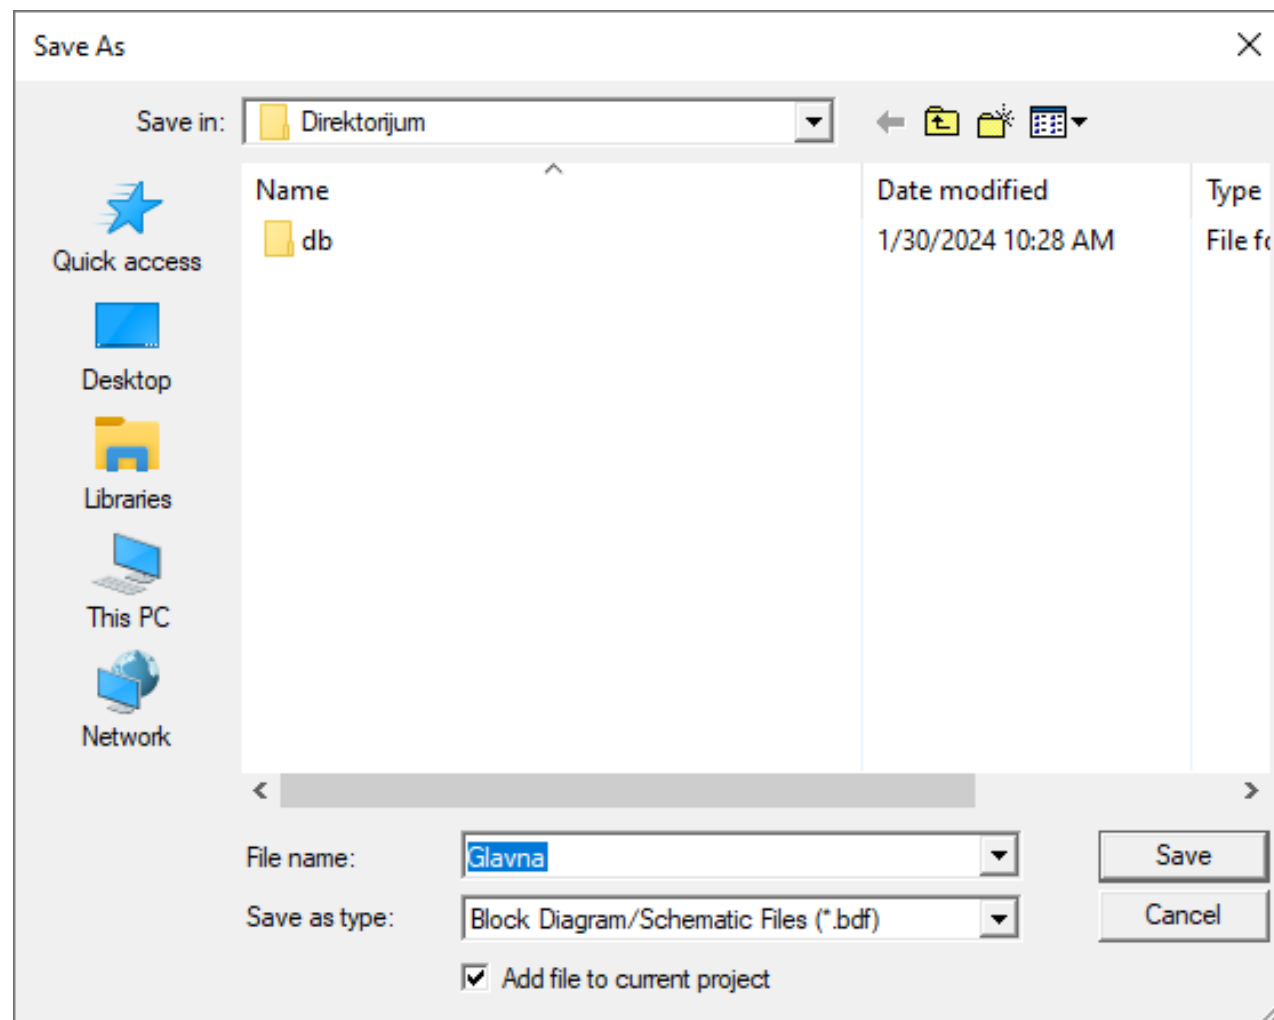 Save As
Save in: Direktorijum
Name Date modified Type
db 1/30/2024 10:28 AM File fo
Quick access
Desktop
Libraries
This PC
Network
File name: Glavna Save
Save as type: Block Diagram/Schematic Files (*.bdf) Cancel
Add file to current project